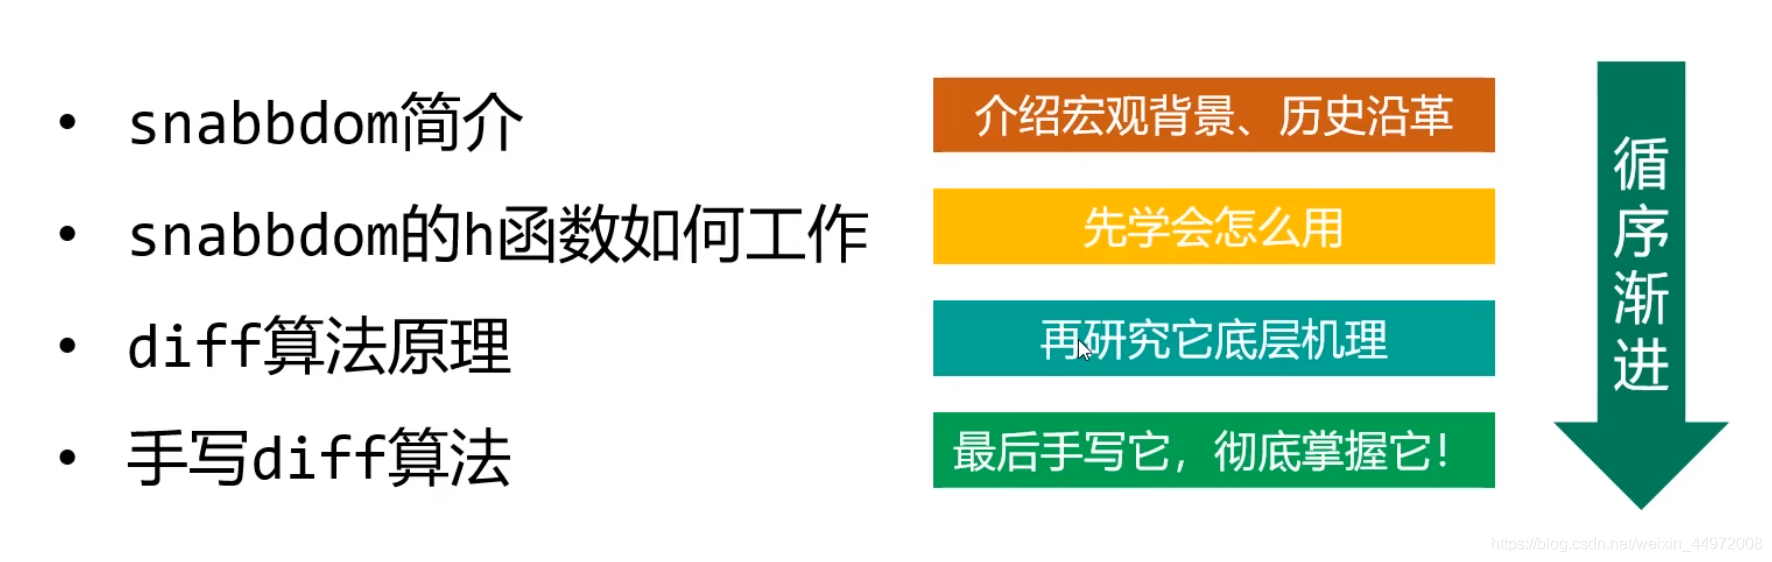 • snabbdom简介
介绍宏观背景、历史沿革
• snabbdom的h函数如何工作
先学会怎么用
• diff算法原理
再研究它底层机理
• 手写diff算法
最后手写它，彻底掌握它！
循序渐进
https://blog.csdn.net/weixin_44972008